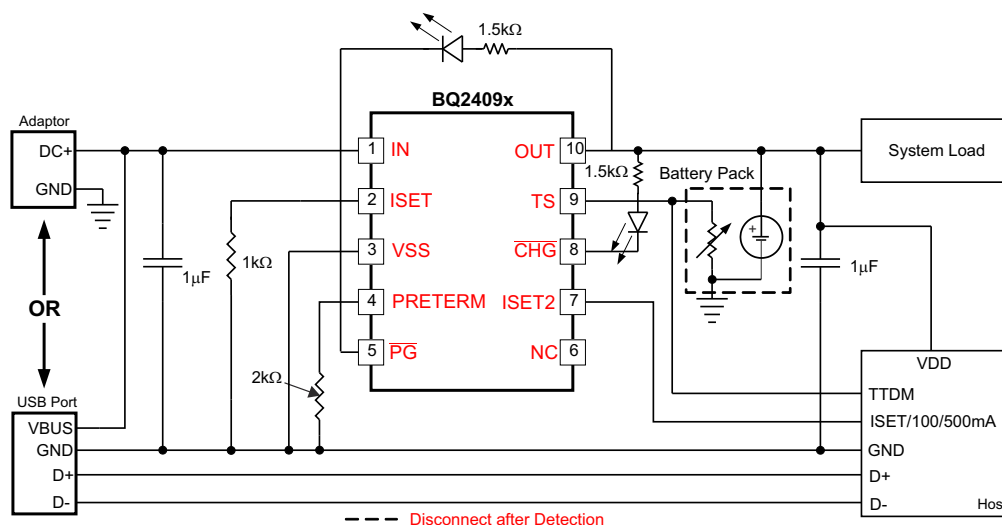 1.5kΩ
BQ2409x
Adaptor
DC+
GND
1 IN
2 ISET
3 VSS
4 PRETERM
5 PG
OUT 10
TS 9
CHG 8
ISET2 7
NC 6
1.5kΩ
Battery Pack
+
System Load
1μF
1kΩ
2kΩ
1μF
OR
USB Port
VBUS
GND
D+
D-
VDD
TTDM
ISET/100/500mA
GND
D+
D-
Hos
Disconnect after Detection